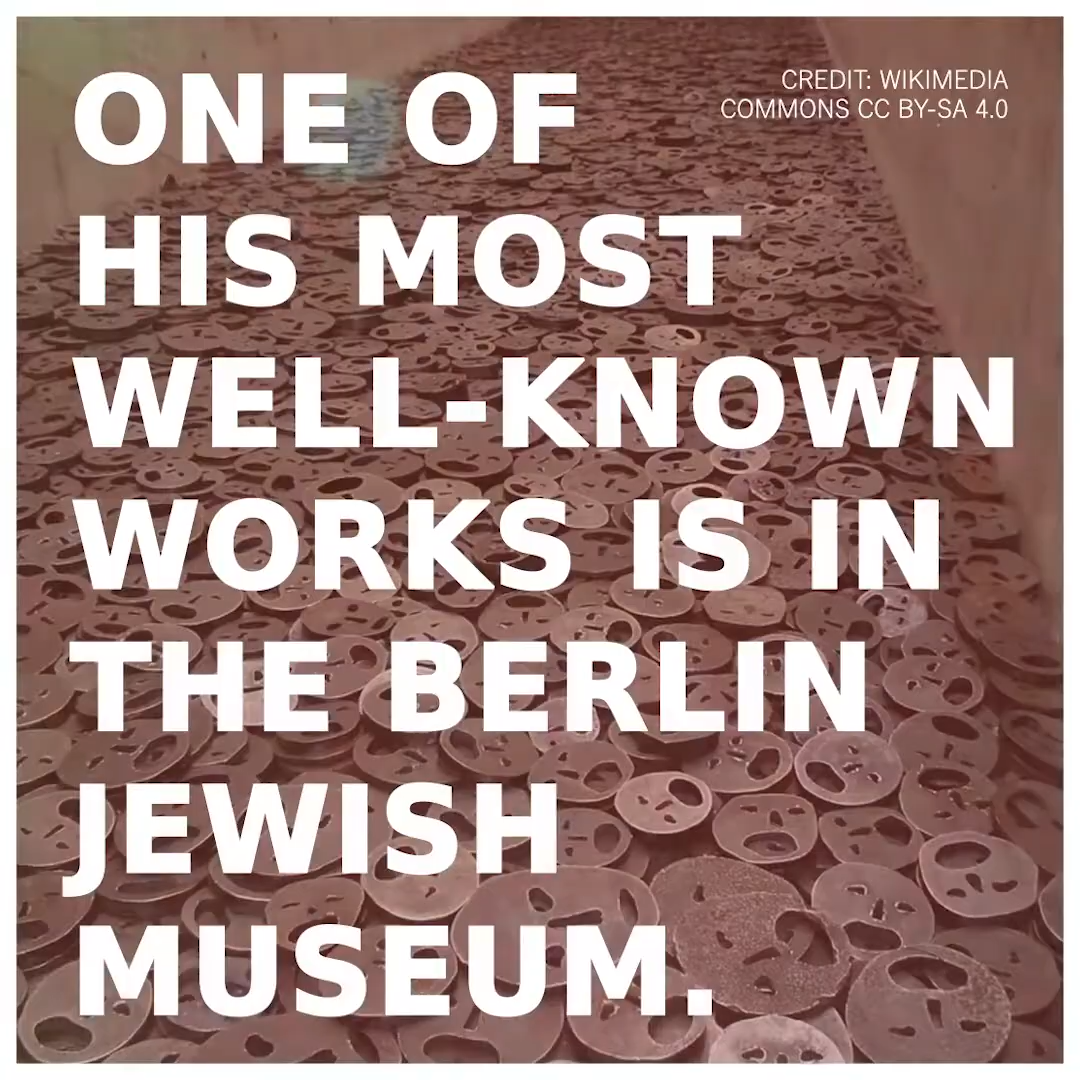 ONE OF
HIS MOST
WELL-KNOWN
WORKS IS IN
THE BERLIN
JEWISH
MUSEUM.
CREDIT: WIKIMEDIA
COMMONS CC BY-SA 4.0